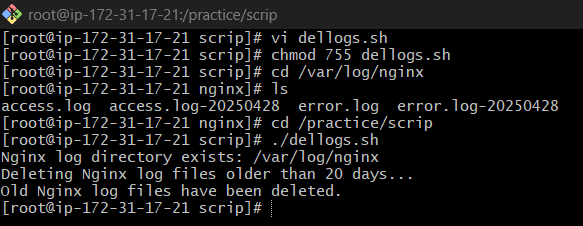 root@ip-172-31-17-21:/practice/scrip
[root@ip-172-31-17-21 scrip]# vi dellogs.sh
[root@ip-172-31-17-21 scrip]# chmod 755 dellogs.sh
[root@ip-172-31-17-21 scrip]# cd /var/log/nginx
[root@ip-172-31-17-21 nginx]# ls
access.log  access.log-20250428  error.log  error.log-20250428
[root@ip-172-31-17-21 nginx]# cd /practice/scrip
[root@ip-172-31-17-21 scrip]# ./dellogs.sh
Nginx log directory exists: /var/log/nginx
Deleting Nginx log files older than 20 days...
Old Nginx log files have been deleted.
[root@ip-172-31-17-21 scrip]#